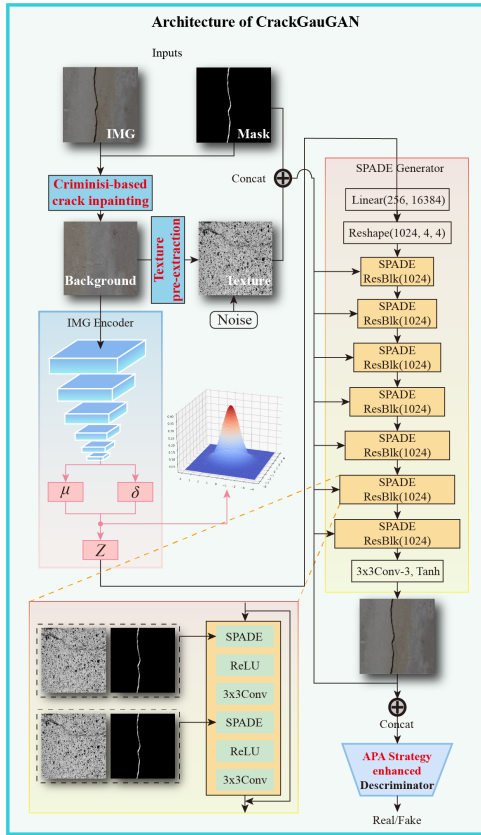 Architecture of CrackGauGAN
Inputs
IMG
Mask
Criminisi-based
crack inpainting
Concat
Background
Texture
pre-extraction
Texture
Noise
IMG Encoder
μ
δ
Z
SPADE Generator
Linear(256, 16384)
Reshape(1024, 4, 4)
SPADE
ResBlk(1024)
SPADE
ResBlk(1024)
SPADE
ResBlk(1024)
SPADE
ResBlk(1024)
SPADE
ResBlk(1024)
SPADE
ResBlk(1024)
SPADE
ResBlk(1024)
3x3Conv-3, Tanh
SPADE
ReLU
3x3Conv
SPADE
ReLU
3x3Conv
Concat
APA Strategy
enhanced
Descriminator
Real/Fake